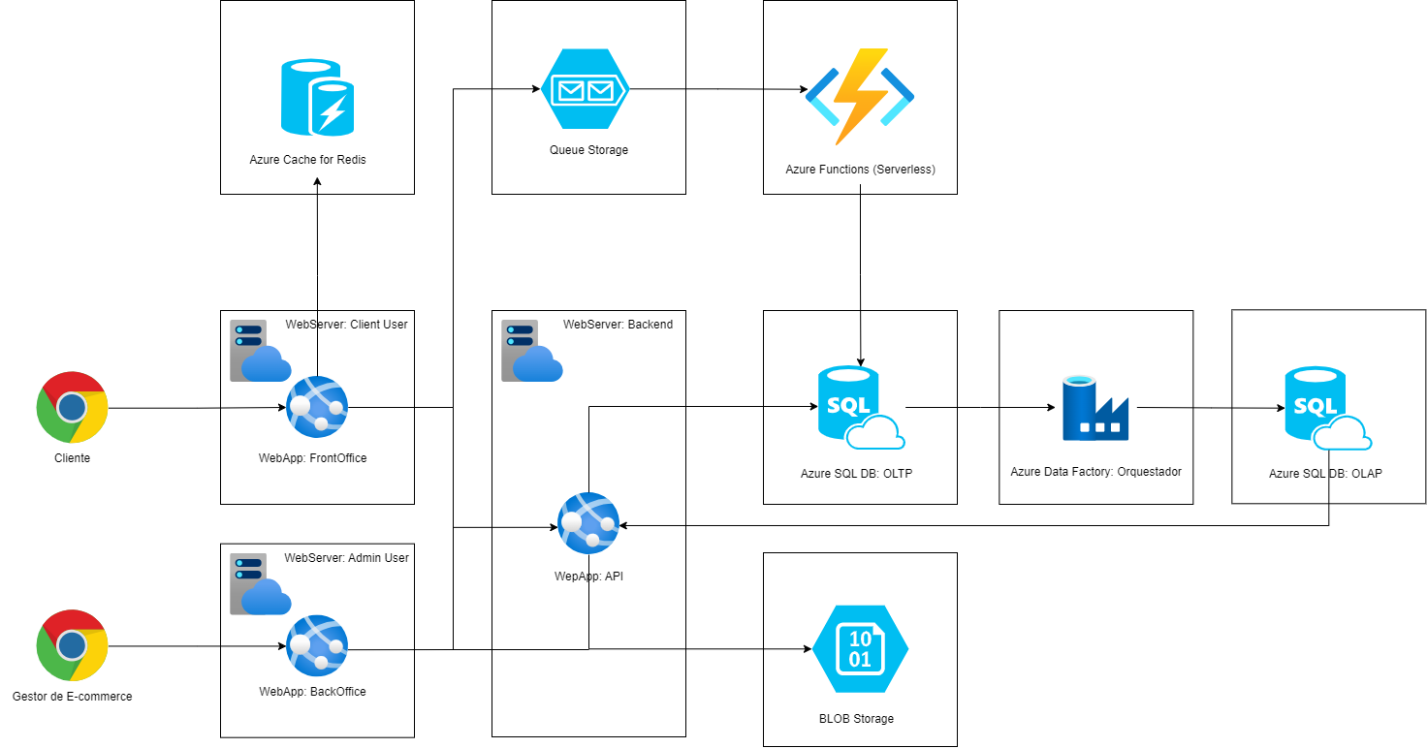 Azure Cache for Redis
Queue Storage
Azure Functions (Serverless)
WebServer: Client User
WebServer: Backend
SQL
SQL
Cliente
WebApp: FrontOffice
Azure SQL DB: OLTP
Azure Data Factory: Orquestador
Azure SQL DB: OLAP
WebServer: Admin User
WepApp: API
10
01
Gestor de E-commerce
WebApp: BackOffice
BLOB Storage